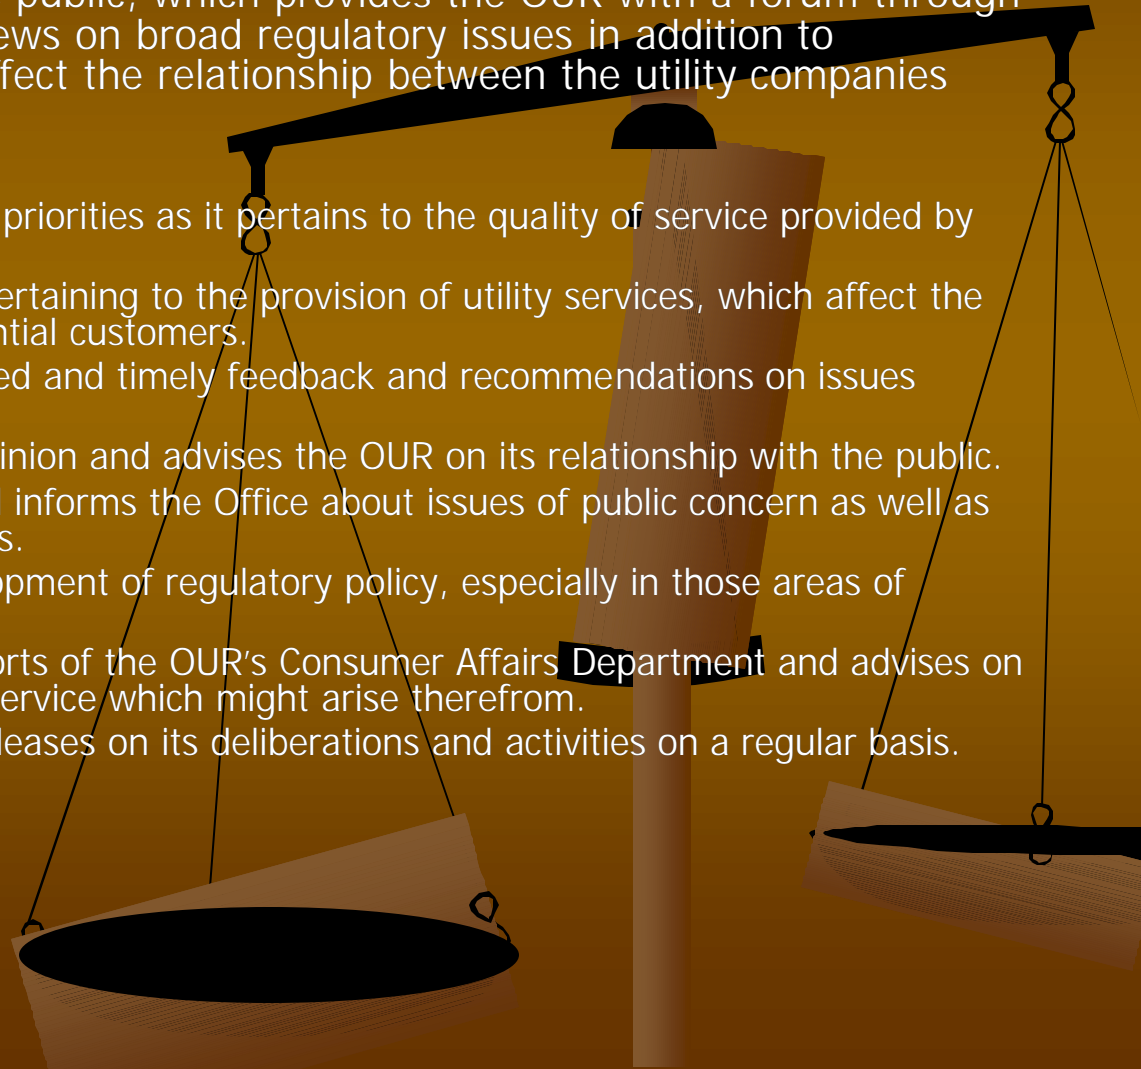 public, which provides the OUR with a forum through
ews on broad regulatory issues in addition to
ffect the relationship between the utility companies
priorities as it pertains to the quality of service provided by
ertaining to the provision of utility services, which affect the
ntial customers.
ed and timely feedback and recommendations on issues
inion and advises the OUR on its relationship with the public.
informs the Office about issues of public concern as well as
s.
opment of regulatory policy, especially in those areas of
orts of the OUR’s Consumer Affairs Department and advises on
ervice which might arise therefrom.
leases on its deliberations and activities on a regular basis.